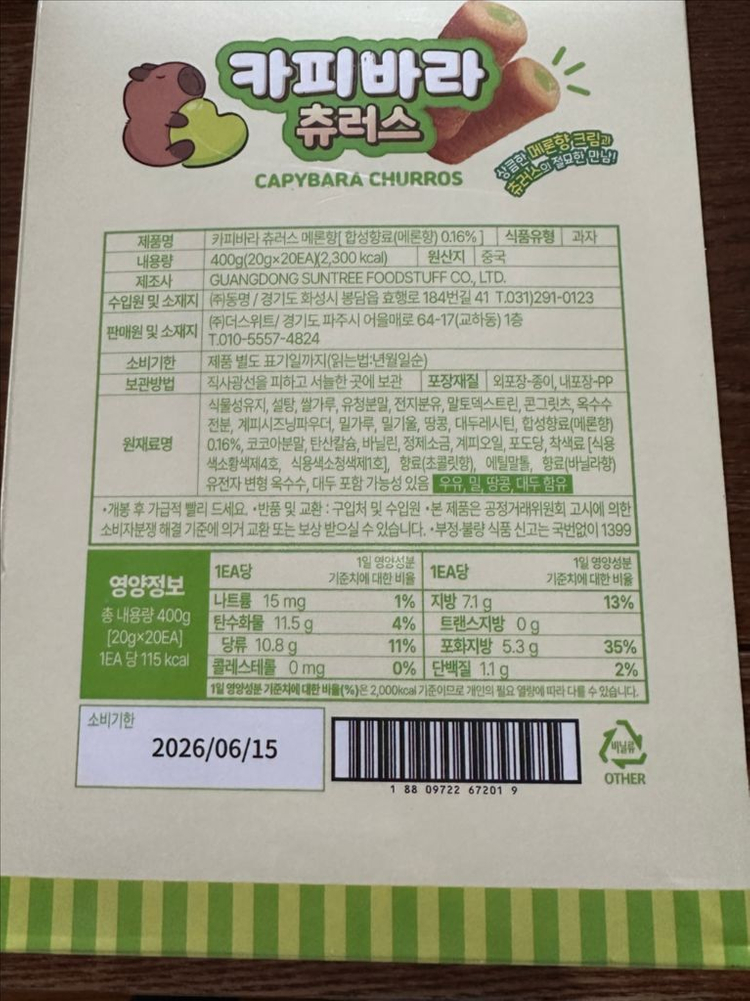 카피바라
츄러스
CAPYBARA CHURROS
상큼한 메론향 크림과
츄러스의 절묘한 만남!
제품명 카피바라 츄러스 메론향[ 합성향료(메론향) 0.16% ] 식품유형 과자
내용량 400g(20g×20EA)(2,300 kcal) 원산지 중국
제조사 GUANGDONG SUNTREE FOODSTUFF CO., LTD.
수입원 및 소재지 ㈜동명 / 경기도 화성시 봉담읍 효행로 184번길 41 T.031)291-0123
판매원 및 소재지 ㈜더스위트/ 경기도 파주시 어을매로 64-17(교하동) 1층
T.010-5557-4824
소비기한 제품 별도 표기일까지(읽는법:년월일순)
보관방법 직사광선을 피하고 서늘한 곳에 보관 포장재질 외포장-종이, 내포장-PP
원재료명 식물성유지, 설탕, 쌀가루, 유청분말, 전지분유, 말토덱스트린, 콘그릿츠, 옥수수
전분, 계피시즈닝파우더, 밀가루, 밀기울, 땅콩, 대두레시틴, 합성향료(메론향)
0.16%, 코코아분말, 탄산칼슘, 바닐린, 정제소금, 계피오일, 포도당, 착색료 [식용
색소황색제4호, 식용색소청색제1호], 향료(초콜릿향), 에틸말톨, 향료(바닐라향)
유전자 변형 옥수수, 대두 포함 가능성 있음 우유, 밀, 땅콩, 대두 함유
•개봉 후 가급적 빨리 드세요. •반품 및 교환 : 구입처 및 수입원 •본 제품은 공정거래위원회 고시에 의한
소비자분쟁 해결 기준에 의거 교환 또는 보상 받으실 수 있습니다. •부정·불량 식품 신고는 국번없이 1399
영양정보
총 내용량 400g
[20g×20EA]
1EA 당 115 kcal
1EA당 1일 영양성분
기준치에 대한 비율
1EA당 1일 영양성분
기준치에 대한 비율
나트륨 15 mg 1% 지방 7.1 g 13%
탄수화물 11.5 g 4% 트랜스지방 0 g
당류 10.8 g 11% 포화지방 5.3 g 35%
콜레스테롤 0 mg 0% 단백질 1.1 g 2%
1일 영양성분 기준치에 대한 비율(%)은 2,000kcal 기준이므로 개인의 필요 열량에 따라 다를 수 있습니다.
소비기한
2026/06/15
1 88 09722 67201 9
비닐류
OTHER